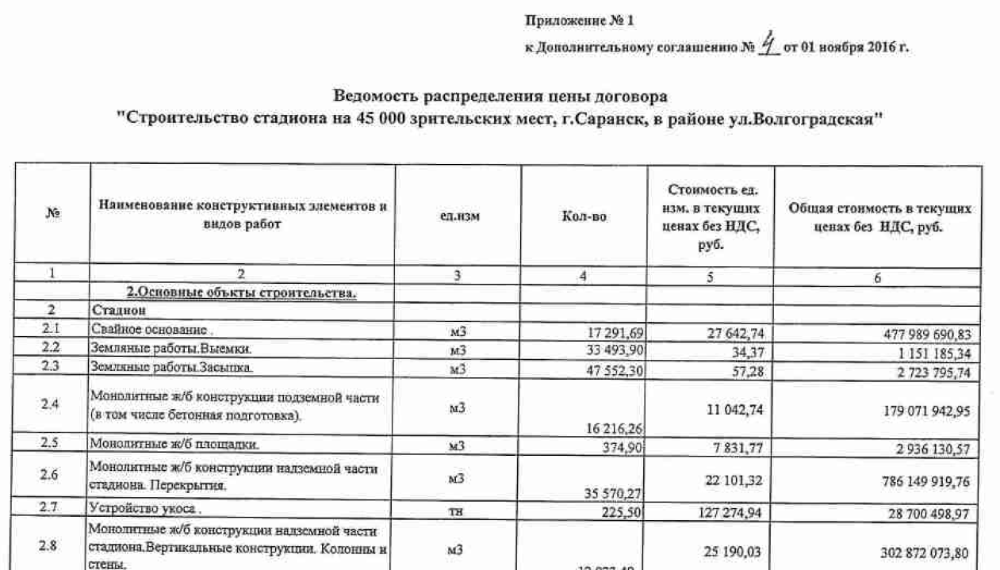 Приложение № 1
к Дополнительному соглашению № 4 от 01 ноября 2016 г.
Ведомость распределения цены договора
"Строительство стадиона на 45 000 зрительских мест, г.Саранск, в районе ул.Волгоградская"
№ Наименование конструктивных элементов и видов работ ед.изм Кол-во Стоимость ед. изм. в текущих ценах без НДС, руб. Общая стоимость в текущих ценах без НДС, руб.
1 2 3 4 5 6
2.Основные объкты строительства.
2 Стадион
2.1 Свайное основание . м3 17 291,69 27 642,74 477 989 690,83
2.2 Земляные работы.Выемки. м3 33 493,90 34,37 1 151 185,34
2.3 Земляные работы.Засыпка. м3 47 552,30 57,28 2 723 795,74
2.4 Монолитные ж/б конструкции подземной части (в том числе бетонная подготовка). м3 16 216,26 11 042,74 179 071 942,95
2.5 Монолитные ж/б площадки. м3 374,90 7 831,77 2 936 130,57
2.6 Монолитные ж/б конструкции надземной части стадиона. Перекрытия. м3 35 570,27 22 101,32 786 149 919,76
2.7 Устройство укоса . тн 225,50 127 274,94 28 700 498,97
2.8 Монолитные ж/б конструкции надземной части стадиона.Вертикальные конструкции. Колонны и стены. м3 25 190,03 302 872 073,80